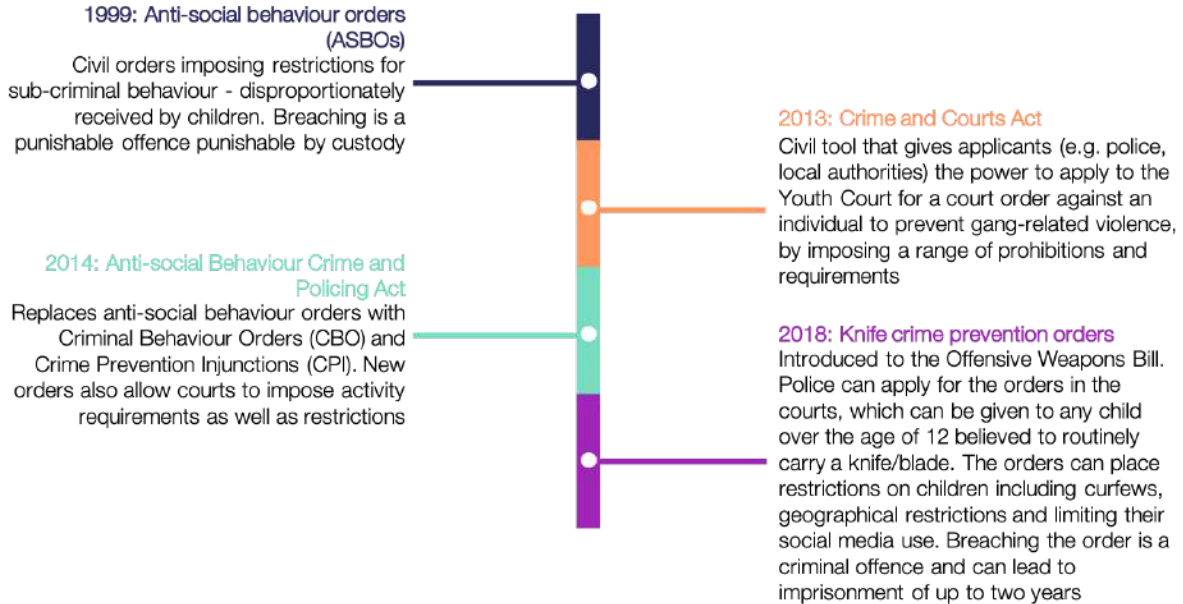 1999: Anti-social behaviour orders
(ASBOs)
Civil orders imposing restrictions for
sub-criminal behaviour - disproportionately
received by children. Breaching is a
punishable offence punishable by custody
2013: Crime and Courts Act
Civil tool that gives applicants (e.g. police,
local authorities) the power to apply to the
Youth Court for a court order against an
individual to prevent gang-related violence,
by imposing a range of prohibitions and
requirements
2014: Anti-social Behaviour Crime and
Policing Act
Replaces anti-social behaviour orders with
Criminal Behaviour Orders (CBO) and
Crime Prevention Injunctions (CPI). New
orders also allow courts to impose activity
requirements as well as restrictions
2018: Knife crime prevention orders
Introduced to the Offensive Weapons Bill.
Police can apply for the orders in the
courts, which can be given to any child
over the age of 12 believed to routinely
carry a knife/blade. The orders can place
restrictions on children including curfews,
geographical restrictions and limiting their
social media use. Breaching the order is a
criminal offence and can lead to
imprisonment of up to two years